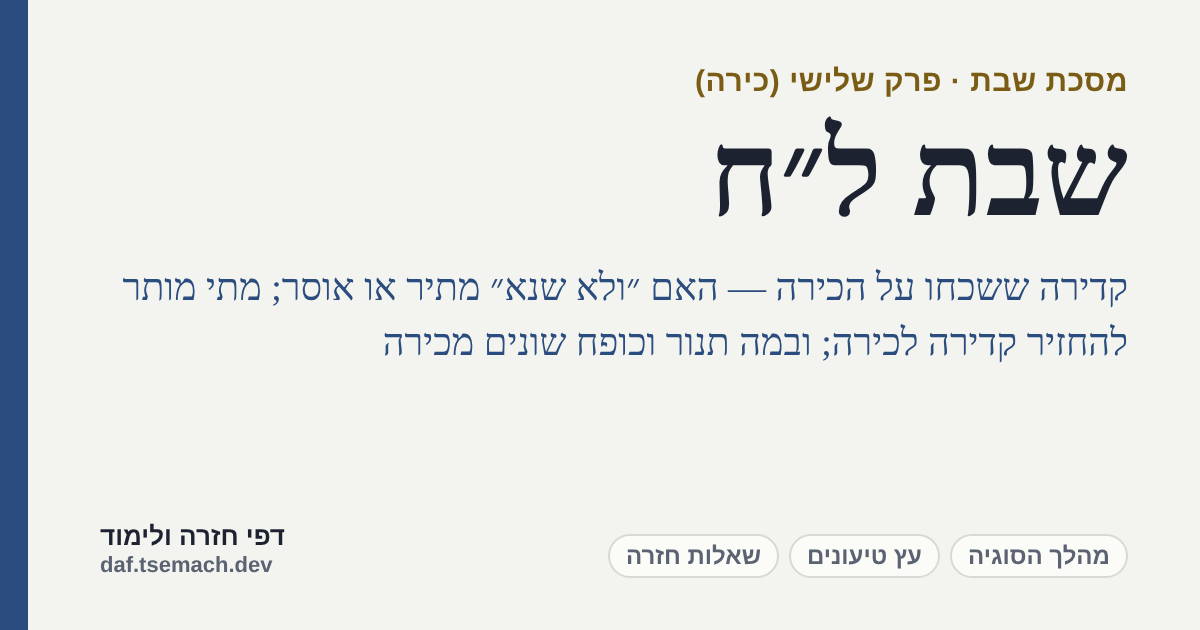 מסכת שבת · פרק שלישי (כירה)
שבת ל״ח
קדירה ששכחו על הכירה — האם ״ולא שנא״ מתיר או אוסר; מתי מותר
להחזיר קדירה לכירה; ובמה תנור וכופח שונים מכירה
מהלך הסוגיה
עץ טיעונים
שאלות חזרה
דפי חזרה ולימוד
daf.tsemach.dev